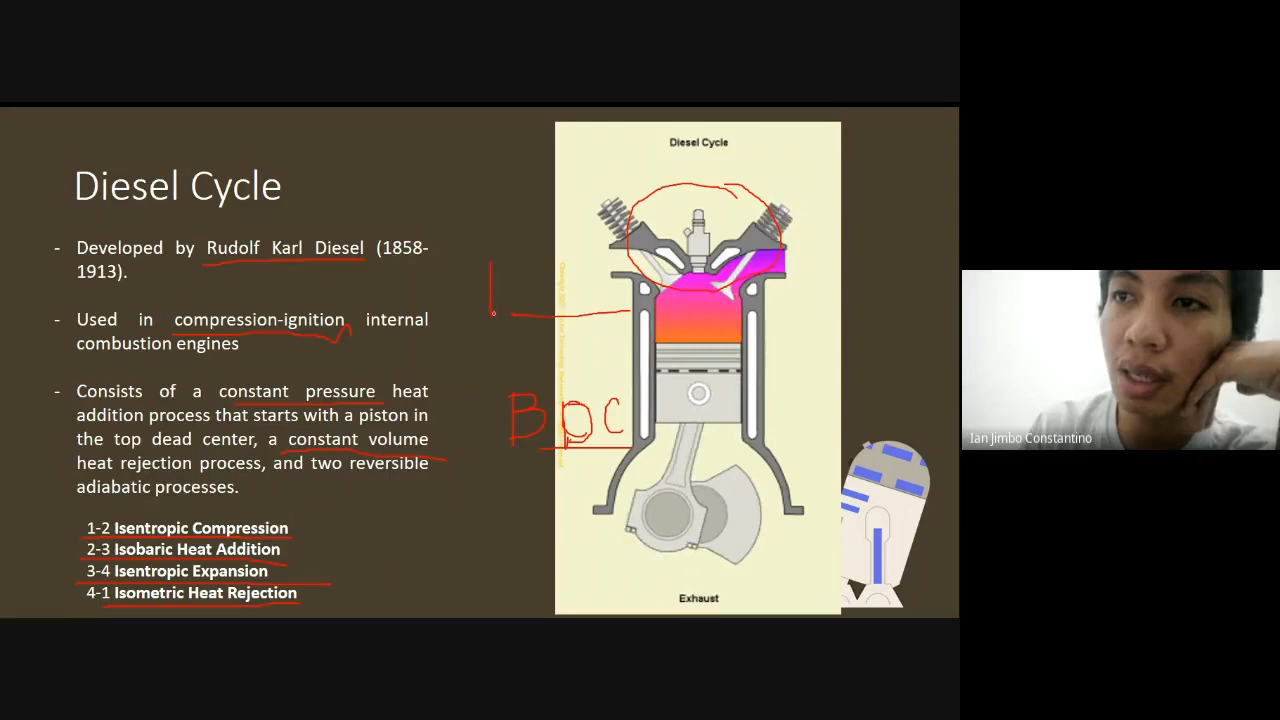 Diesel Cycle
- Developed by Rudolf Karl Diesel (1858-
1913).
- Used in compression-ignition internal
combustion engines
- Consists of a constant pressure heat
addition process that starts with a piston in
the top dead center, a constant volume
heat rejection process, and two reversible
adiabatic processes.
1-2 Isentropic Compression
2-3 Isobaric Heat Addition
3-4 Isentropic Expansion
4-1 Isometric Heat Rejection
Diesel Cycle
BDC
Exhaust
Ian Jimbo Constantino